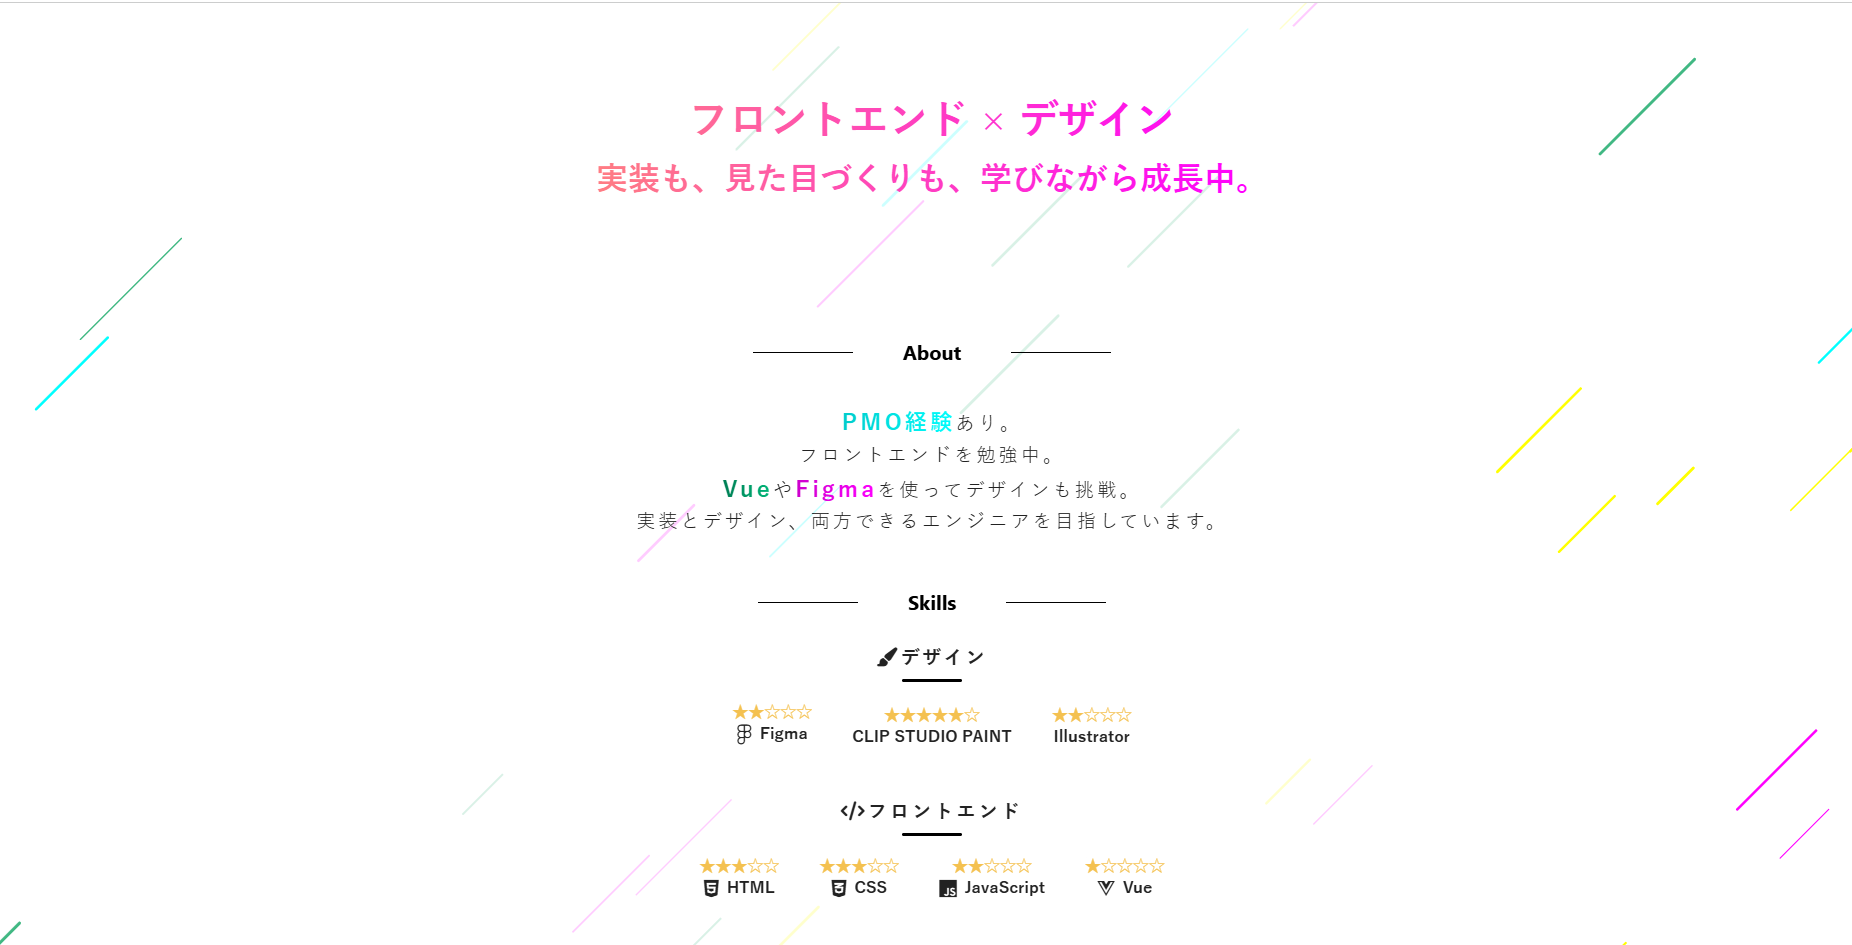 フロントエンド × デザイン
実装も、見た目づくりも、学びながら成長中。
About
PMO経験あり。
フロントエンドを勉強中。
VueやFigmaを使ってデザインも挑戦。
実装とデザイン、両方できるエンジニアを目指しています。
Skills
デザイン
★★☆☆☆ ★★★★★☆ ★★☆☆☆
Figma CLIP STUDIO PAINT Illustrator
</>フロントエンド
★★★☆☆ ★★★☆☆ ★★☆☆☆ ★☆☆☆☆
HTML CSS JS JavaScript Vue